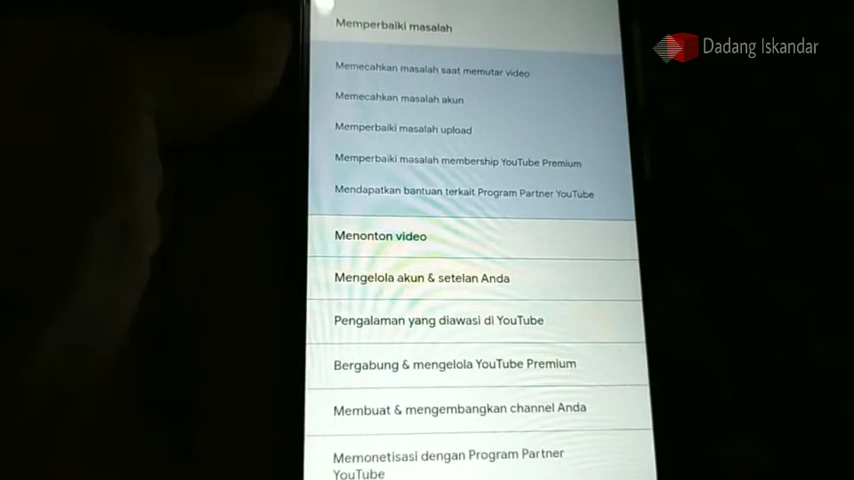 Memperbaiki masalah
Dadang Iskandar
Memecahkan masalah saat memutar video
Memecahkan masalah akun
Memperbaiki masalah upload
Memperbaiki masalah membership YouTube Premium
Mendapatkan bantuan terkait Program Partner YouTube
Menonton video
Mengelola akun & setelan Anda
Pengalaman yang diawasi di YouTube
Bergabung & mengelola YouTube Premium
Membuat & mengembangkan channel Anda
Memonetisasi dengan Program Partner
YouTube